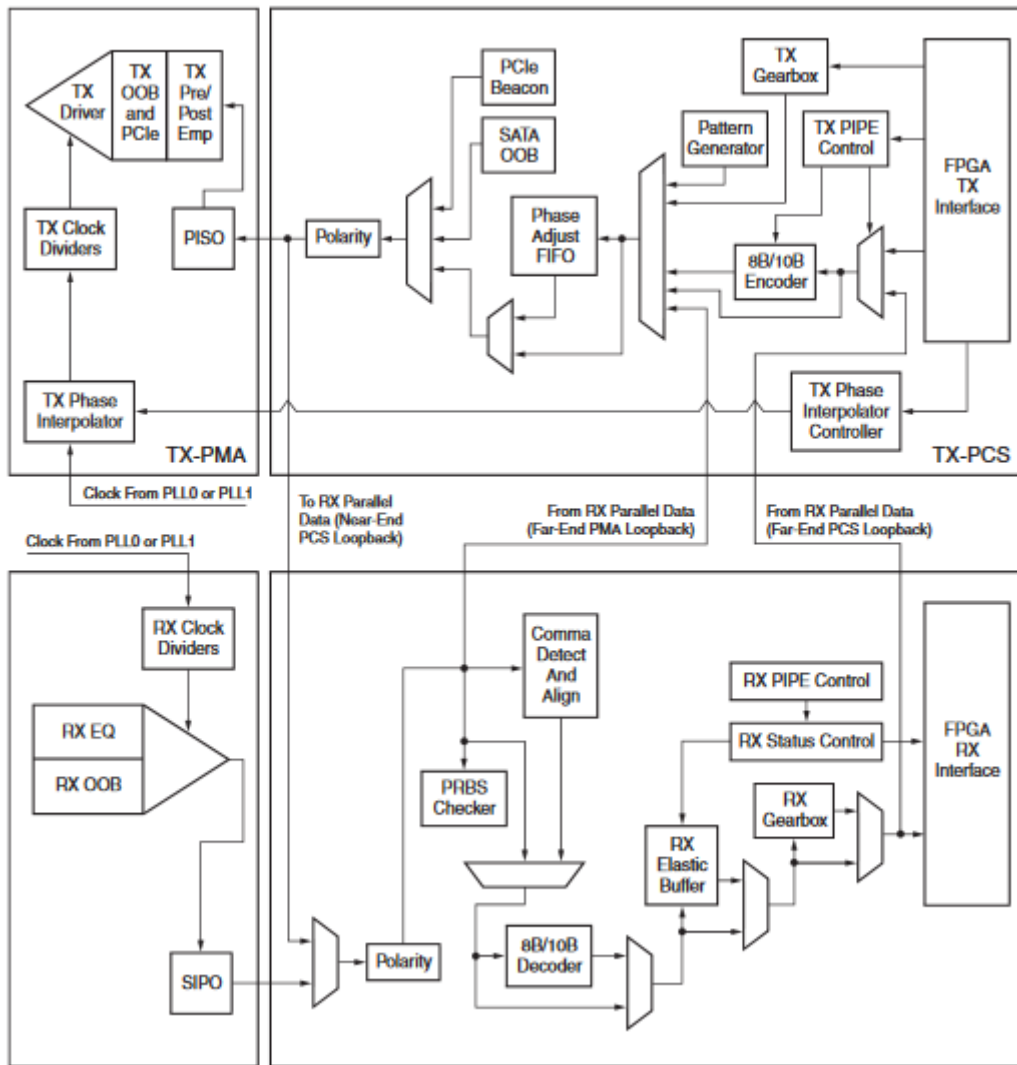 TX
Driver
TX
OOB
and
PCIe
TX
Pre/
Post
Emp
TX Clock
Dividers
PISO
TX Phase
Interpolator
TX-PMA
Clock From PLL0 or PLL1
PCIe
Beacon
SATA
OOB
Polarity
Phase
Adjust
FIFO
Pattern
Generator
TX
Gearbox
TX PIPE
Control
8B/10B
Encoder
FPGA
TX
Interface
TX Phase
Interpolator
Controller
TX-PCS
To RX Parallel
Data (Near-End
PCS Loopback)
From RX Parallel Data
(Far-End PMA Loopback)
From RX Parallel Data
(Far-End PCS Loopback)
Clock From PLL0 or PLL1
RX Clock
Dividers
RX EQ
RX OOB
SIPO
Polarity
Comma
Detect
And
Align
PRBS
Checker
8B/10B
Decoder
RX PIPE Control
RX Status Control
RX
Elastic
Buffer
RX
Gearbox
FPGA
RX
Interface